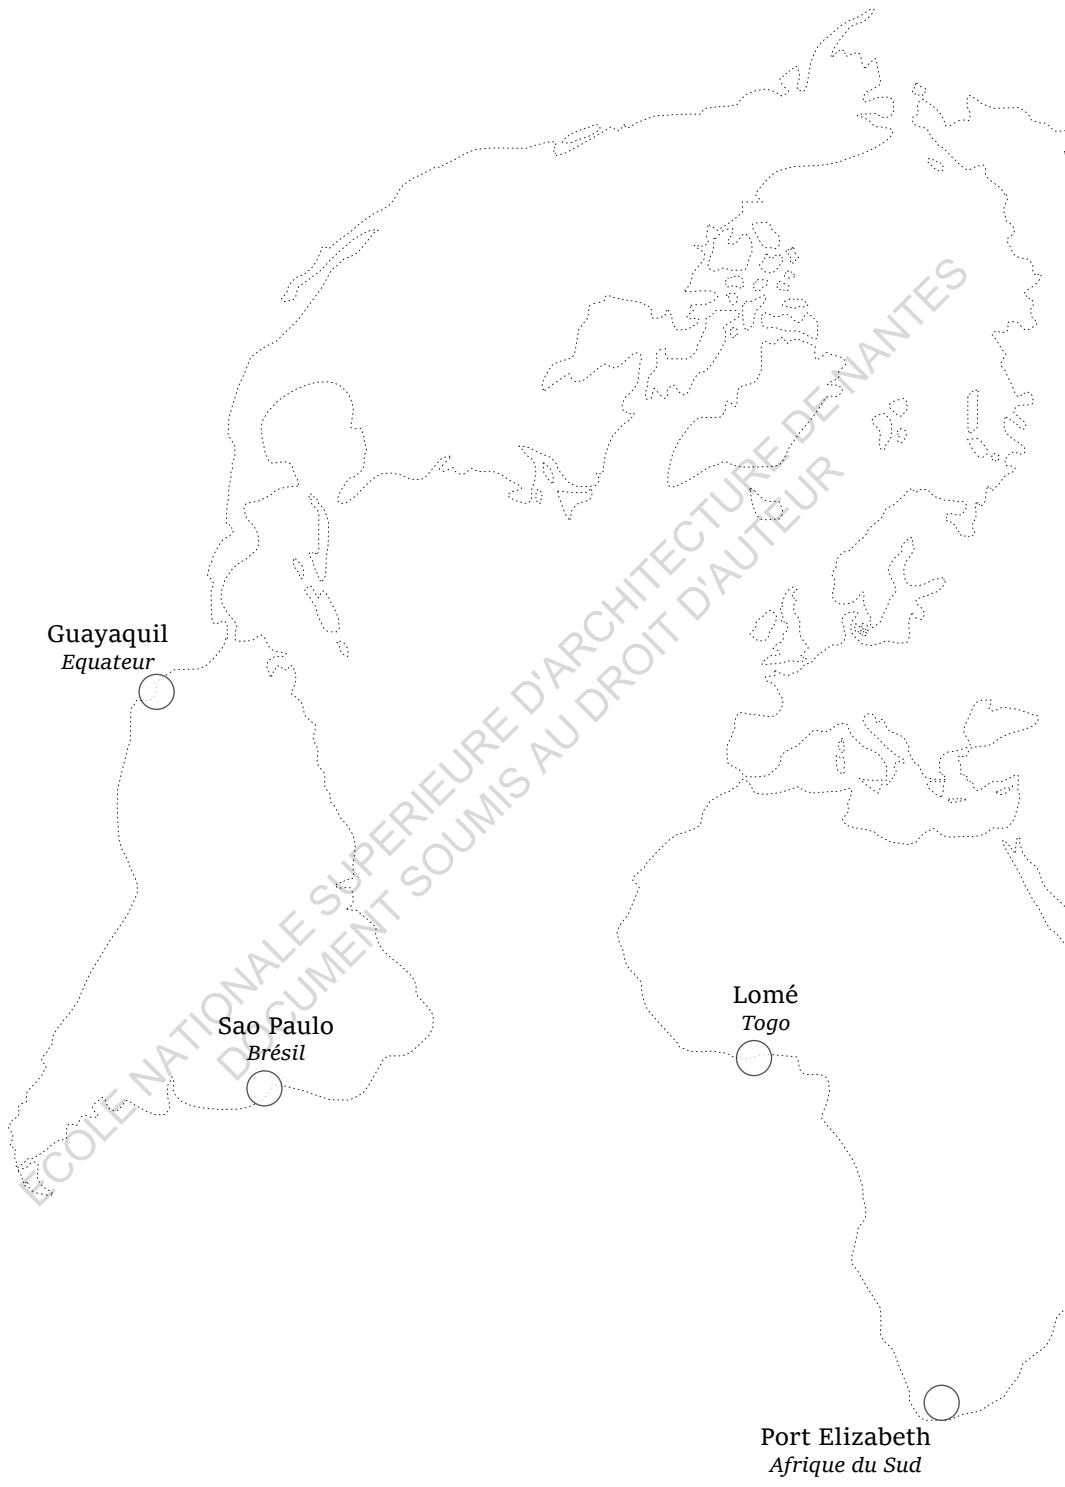 Guayaquil
Equateur
Sao Paulo
Brésil
Lomé
Togo
Port Elizabeth
Afrique du Sud
ECOLE NATIONALE SUPERIEURE D'ARCHITECTURE DE NANTES
DOCUMENT SOUMIS AU DROIT D'AUTEUR